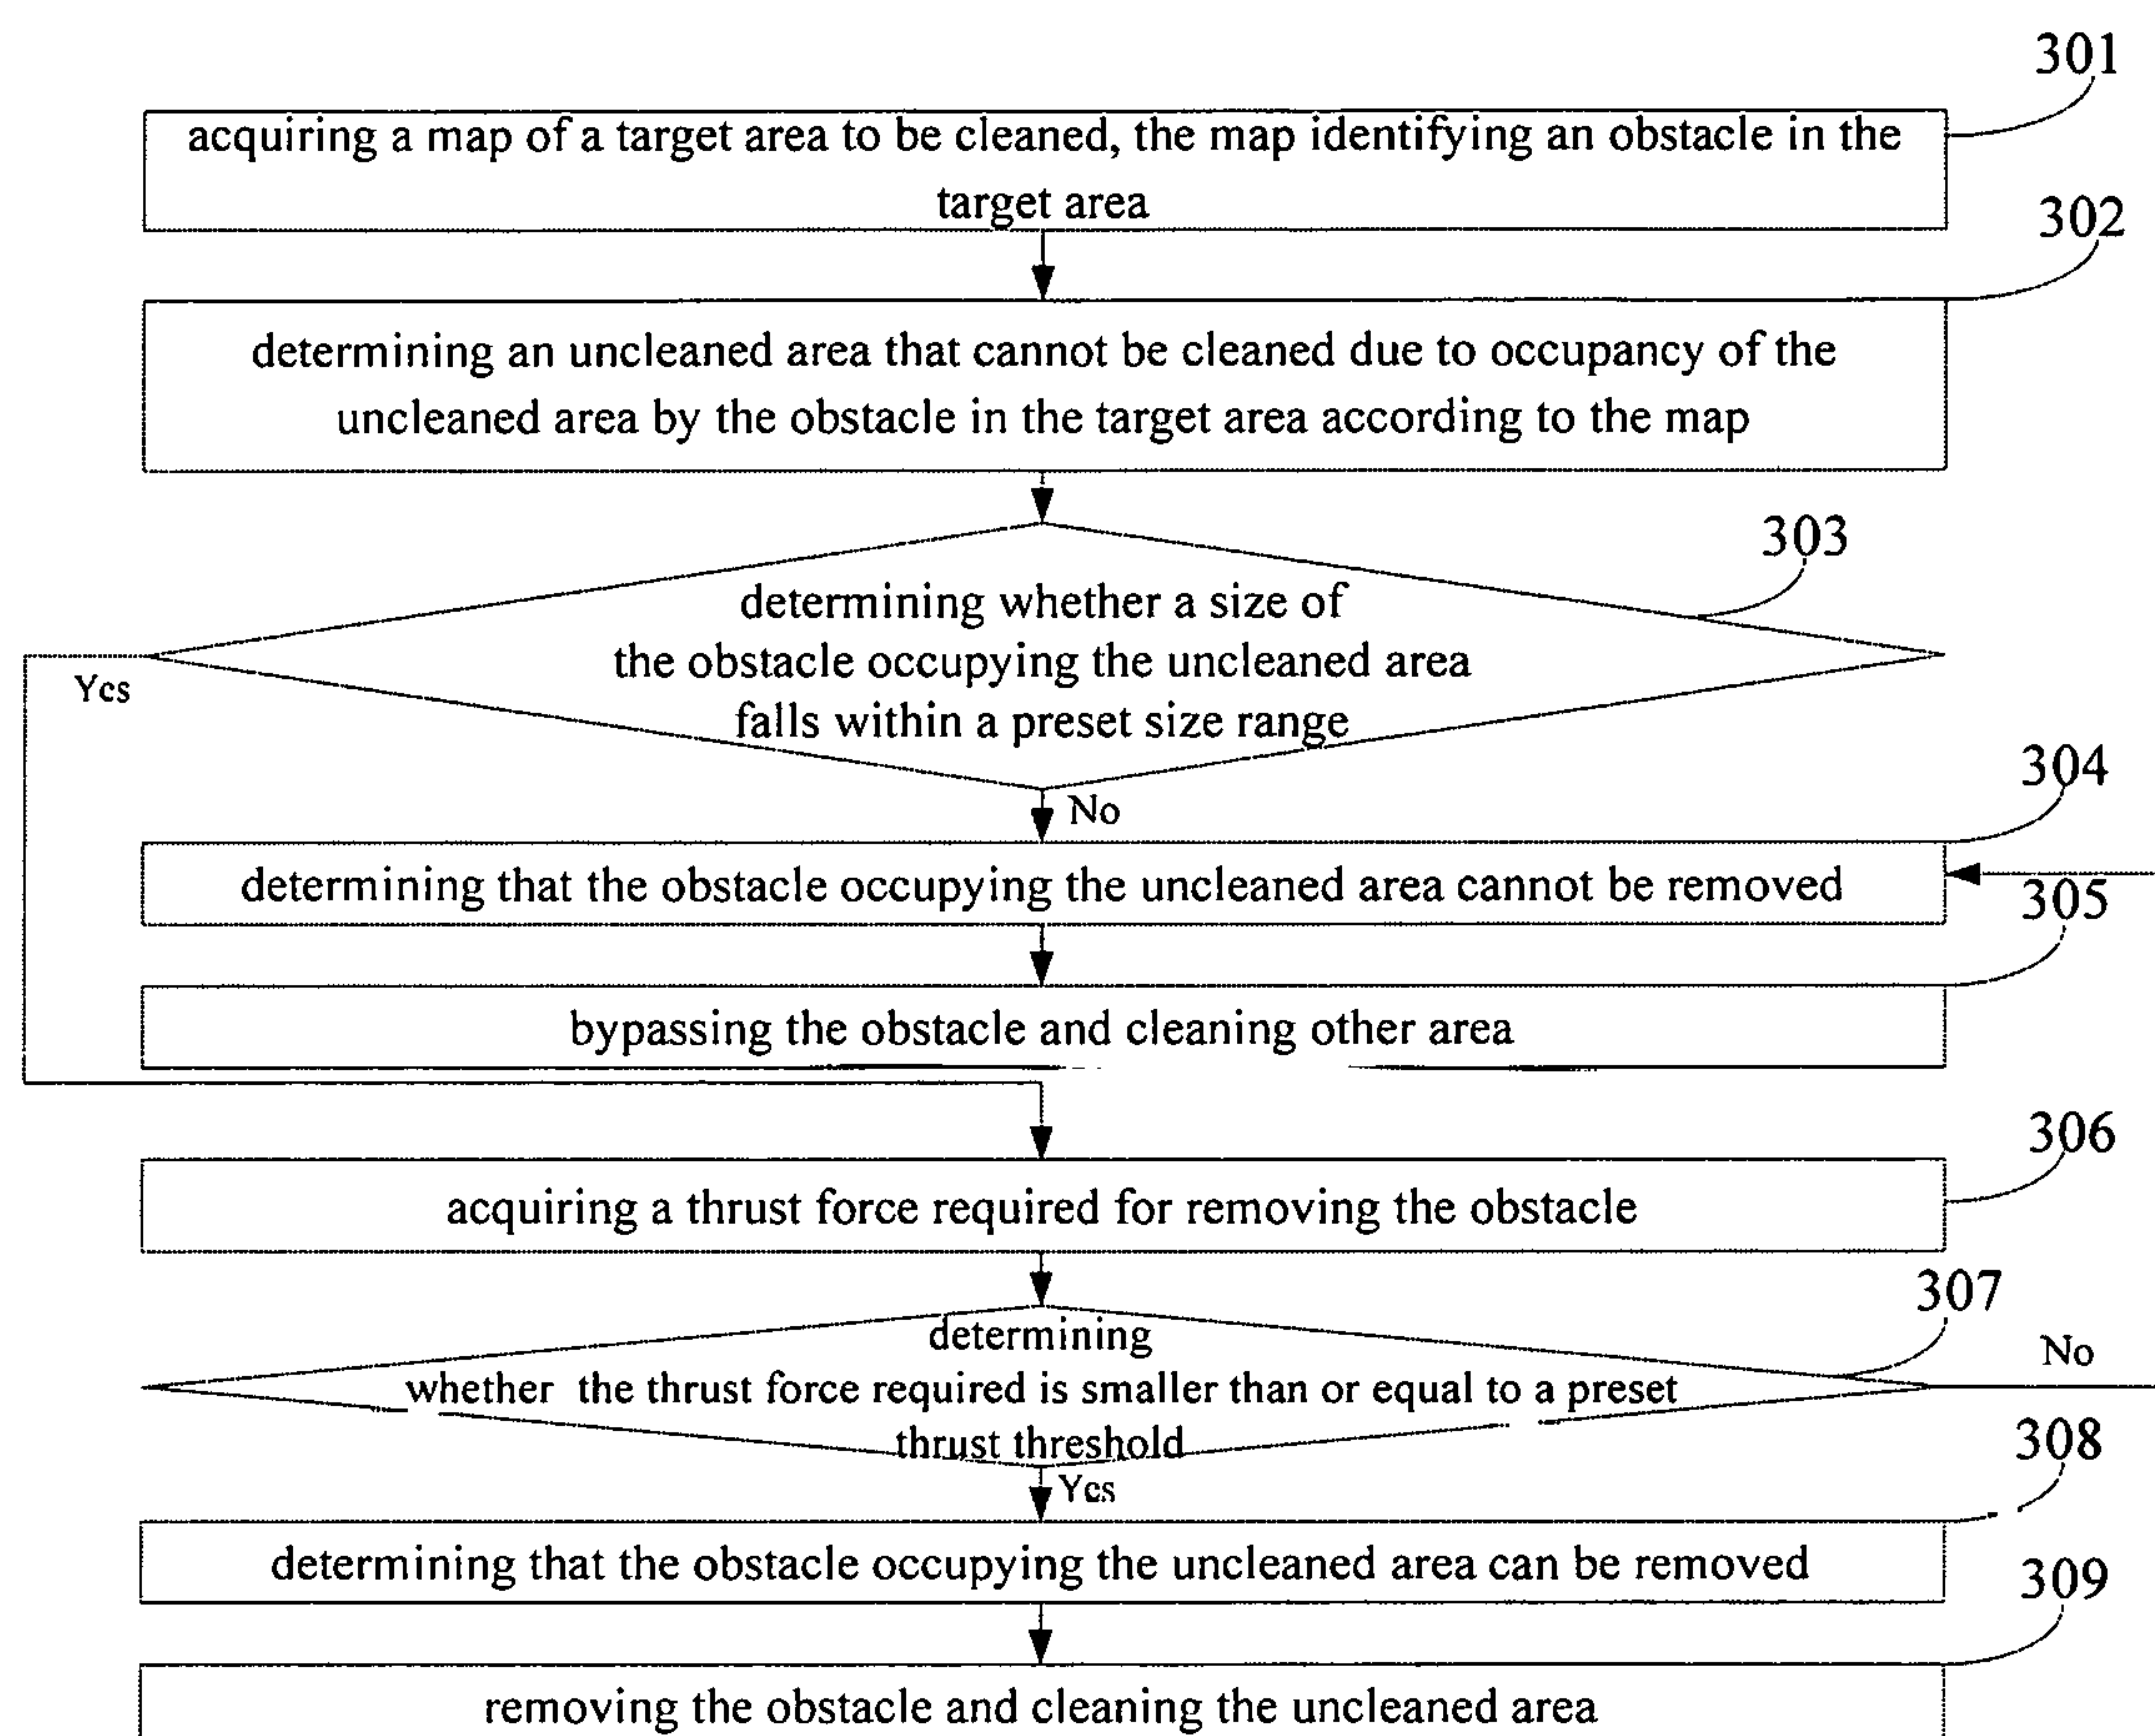 301
acquiring a map of a target area to be cleaned, the map identifying an obstacle in the
target area
302
determining an uncleaned area that cannot be cleaned due to occupancy of the
uncleaned area by the obstacle in the target area according to the map
303
determining whether a size of
the obstacle occupying the uncleaned area
falls within a preset size range
Yes
No
304
determining that the obstacle occupying the uncleaned area cannot be removed
305
bypassing the obstacle and cleaning other area
306
acquiring a thrust force required for removing the obstacle
307
determining
whether the thrust force required is smaller than or equal to a preset
thrust threshold
No
Yes
308
determining that the obstacle occupying the uncleaned area can be removed
309
removing the obstacle and cleaning the uncleaned area